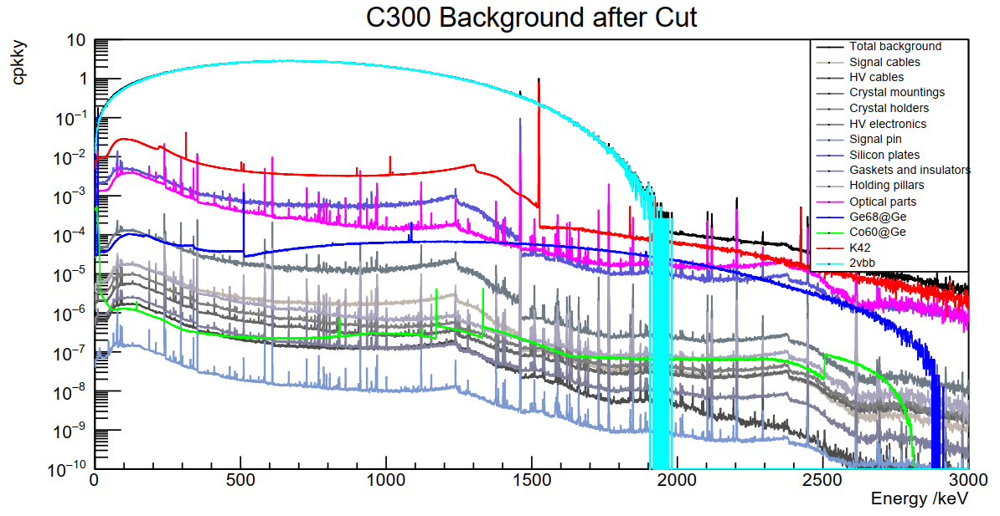 C300 Background after Cut
cpkky
10
1
10−1
10−2
10−3
10−4
10−5
10−6
10−7
10−8
10−9
10−10
Total background
Signal cables
HV cables
Crystal mountings
Crystal holders
HV electronics
Signal pin
Silicon plates
Gaskets and insulators
Holding pillars
Optical parts
Ge68@Ge
Co60@Ge
K42
2vbb
0 500 1000 1500 2000 2500 3000
Energy /keV